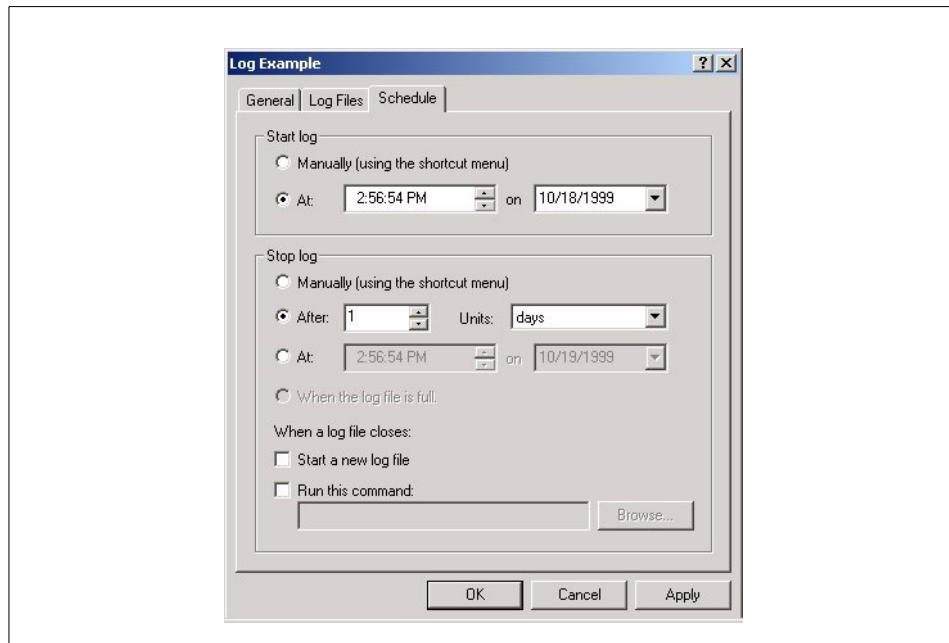 Log Example
General Log Files Schedule
Start log
Manually (using the shortcut menu)
At: 2:56:54 PM on 10/18/1999
Stop log
Manually (using the shortcut menu)
After: 1 Units: days
At: 2:56:54 PM on 10/19/1999
When the log file is full.
When a log file closes:
Start a new log file
Run this command:
Browse...
OK Cancel Apply